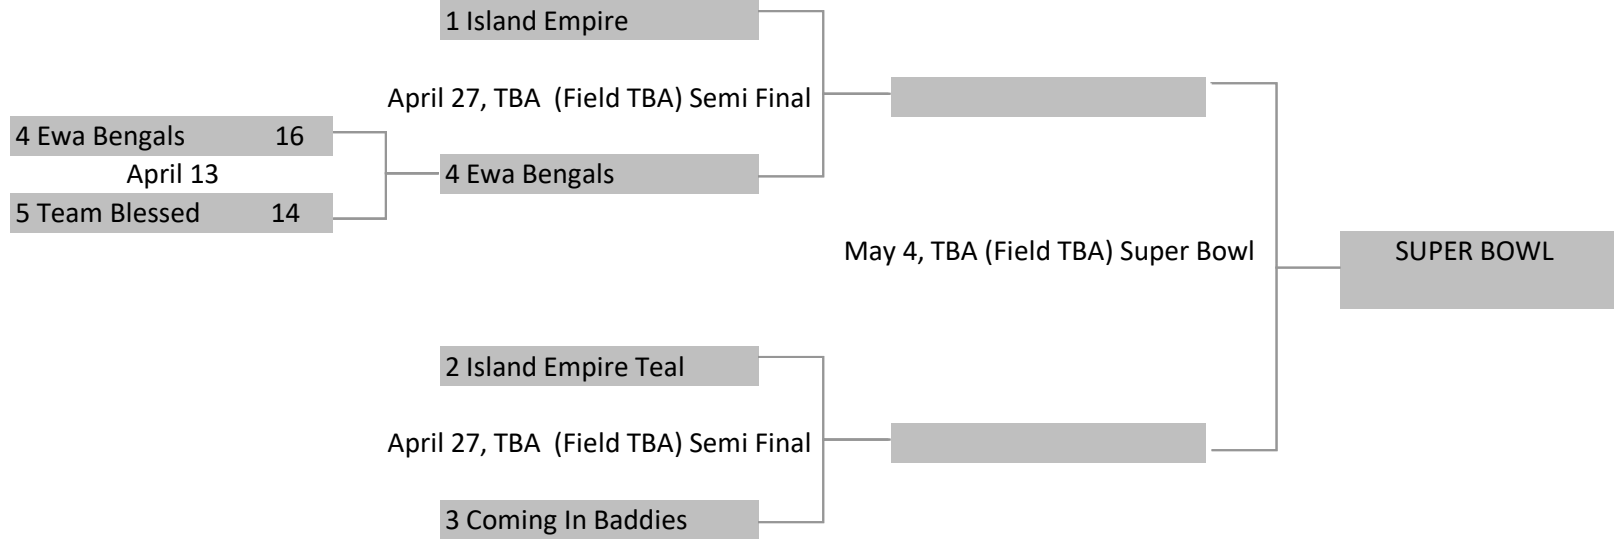 1 Island Empire
April 27, TBA  (Field TBA) Semi Final
4 Ewa Bengals 16
April 13
4 Ewa Bengals
5 Team Blessed 14
May 4, TBA (Field TBA) Super Bowl
SUPER BOWL
2 Island Empire Teal
April 27, TBA  (Field TBA) Semi Final
3 Coming In Baddies